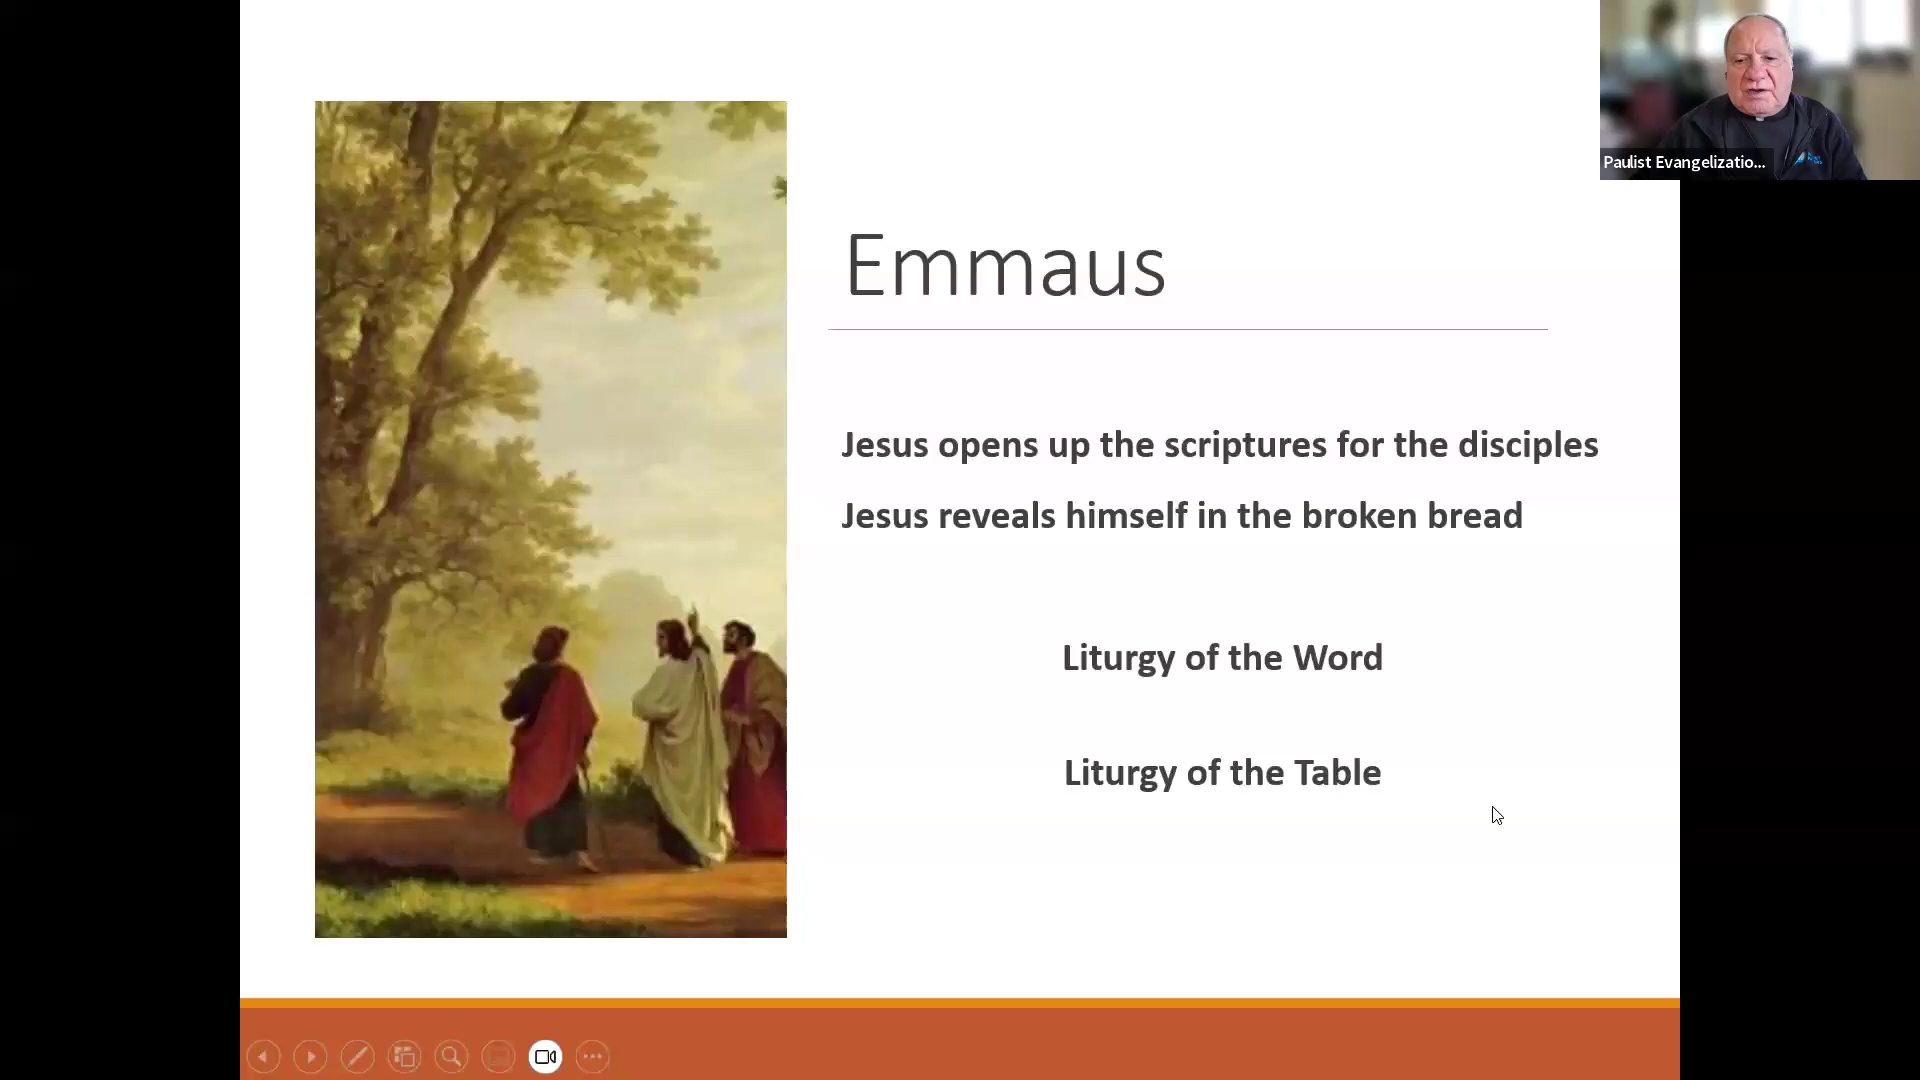 Paulist Evangelizatio...
Emmaus
Jesus opens up the scriptures for the disciples
Jesus reveals himself in the broken bread
Liturgy of the Word
Liturgy of the Table